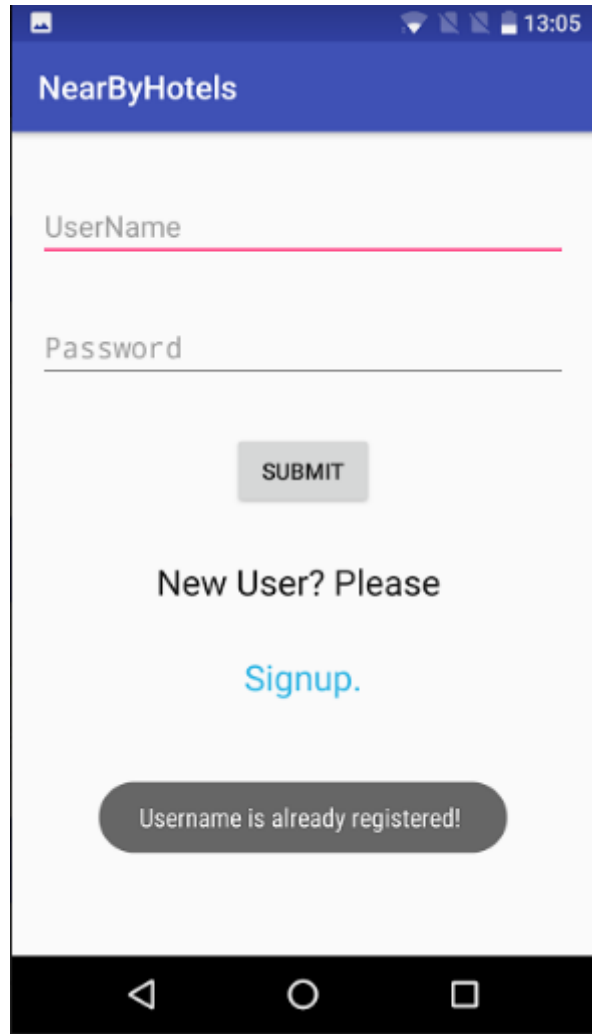 13:05
NearByHotels
UserName
Password
SUBMIT
New User? Please
Signup.
Username is already registered!